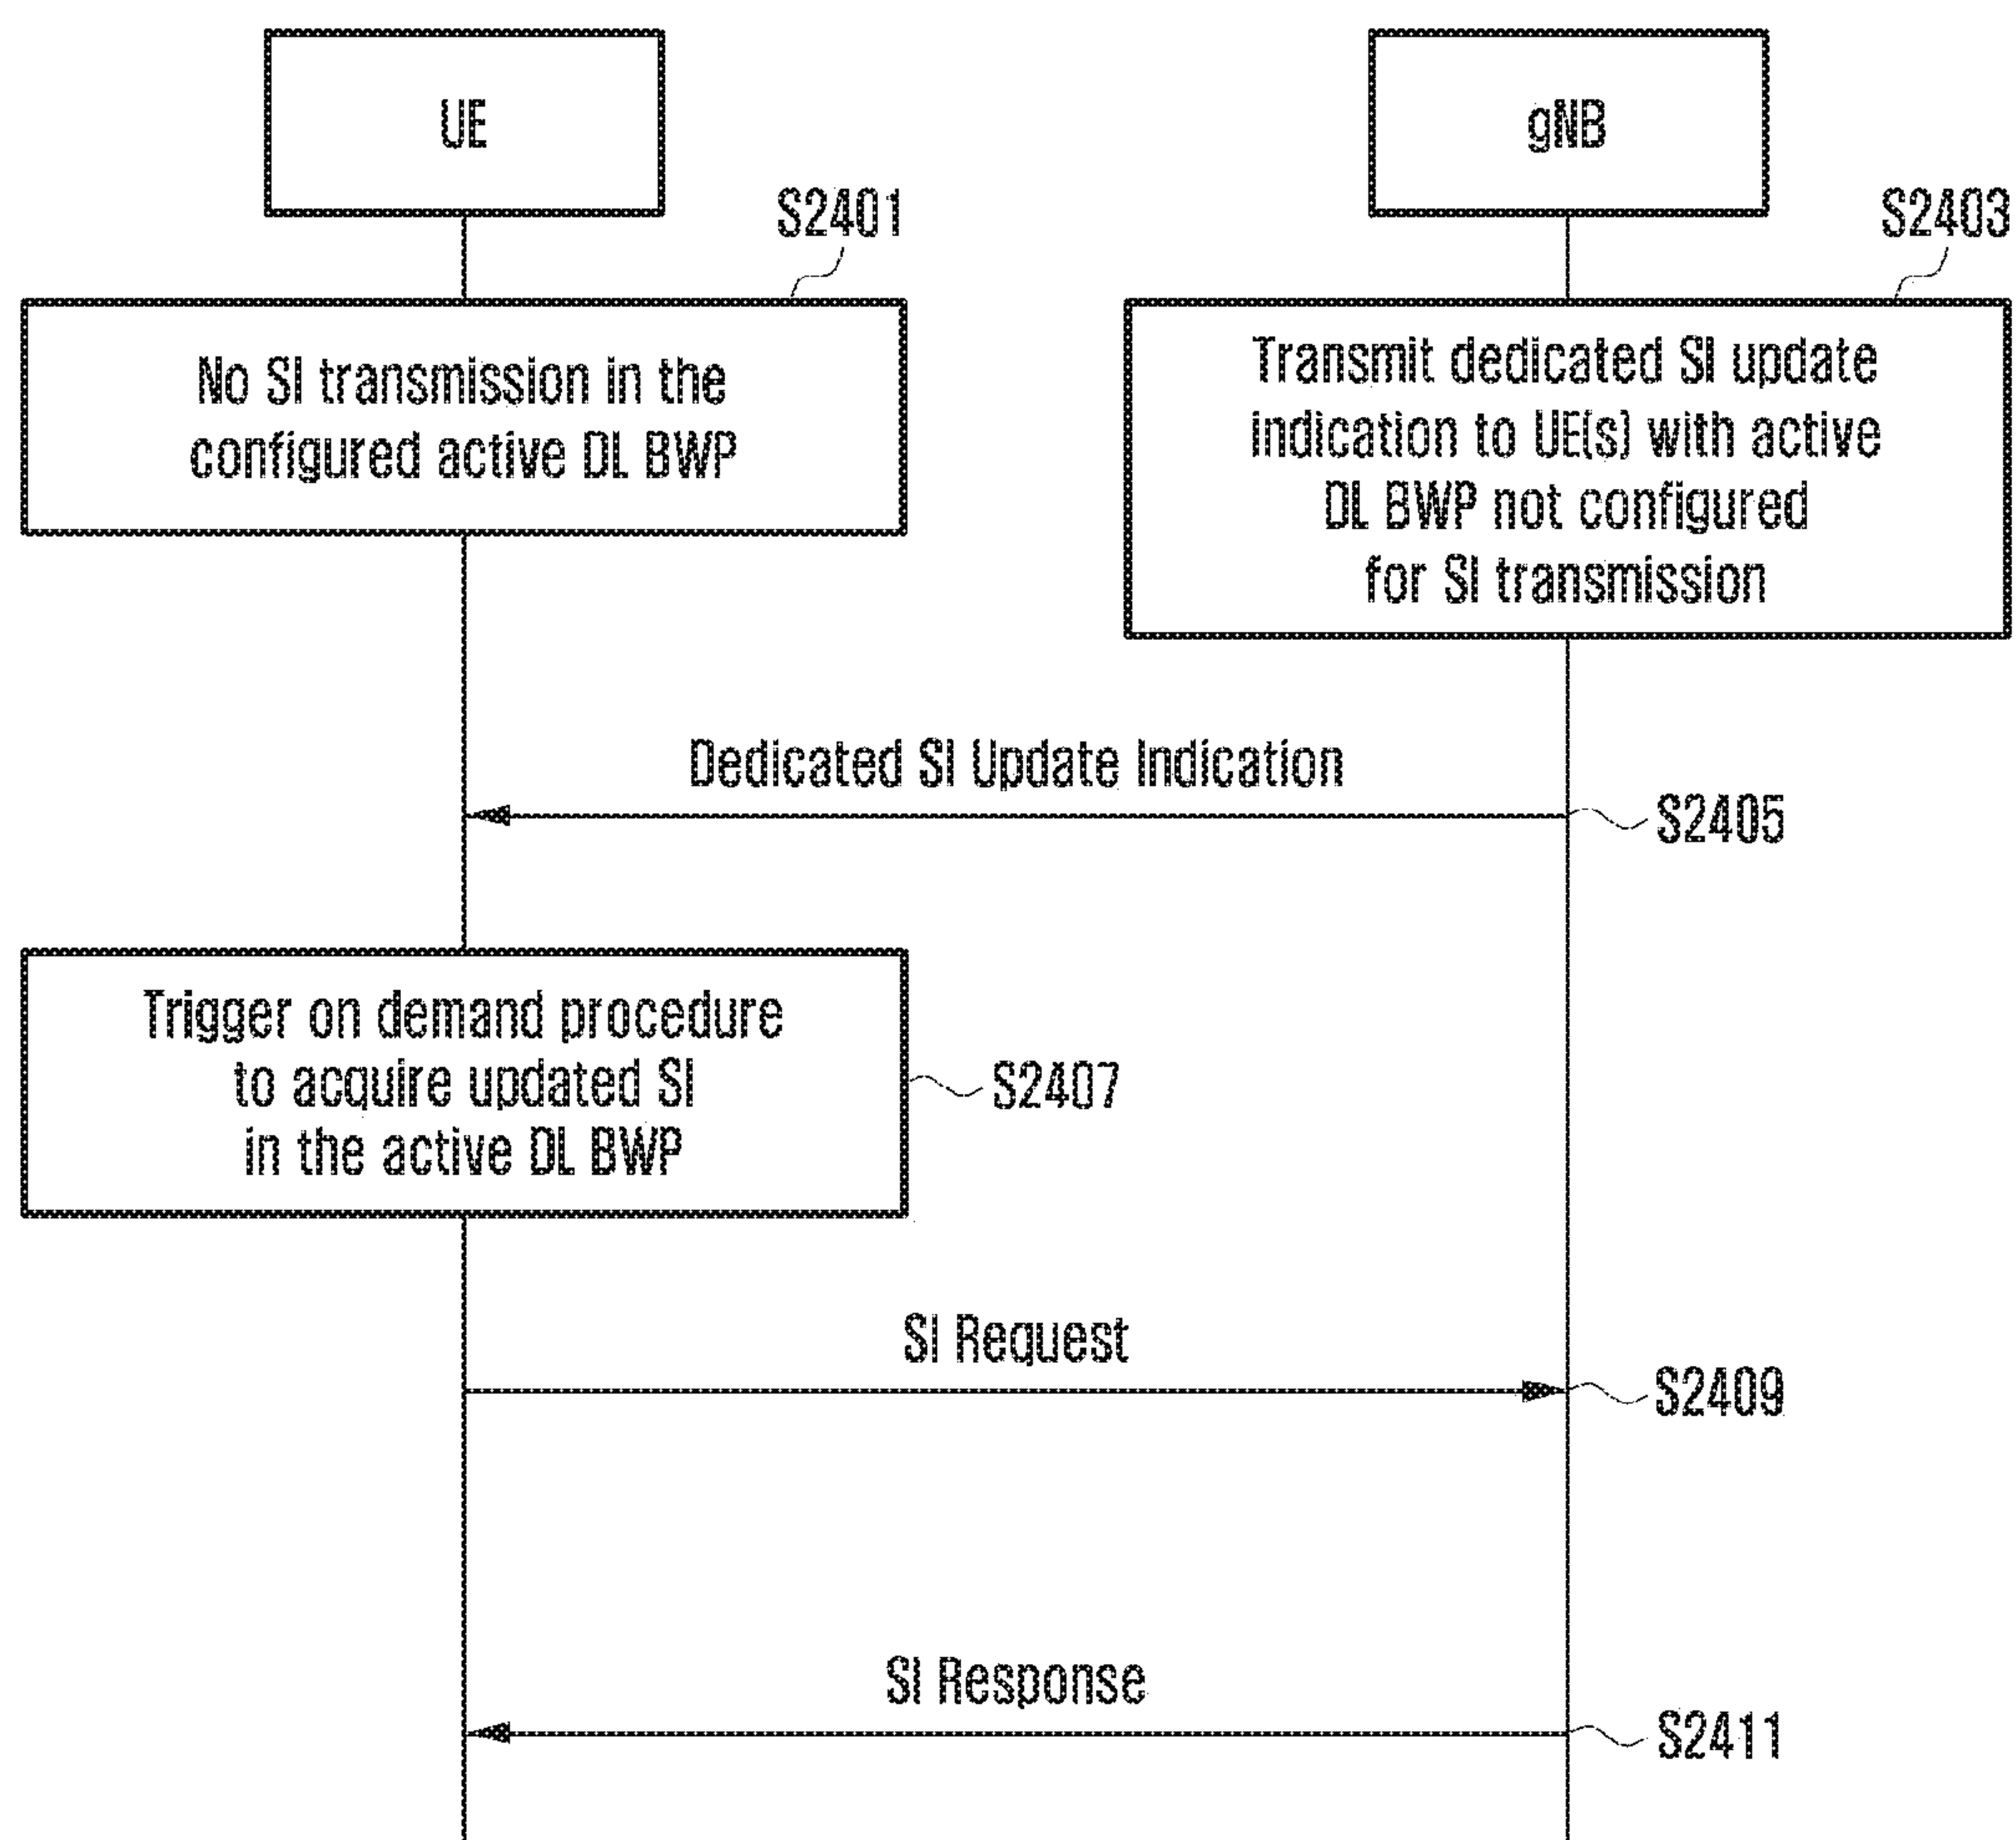 UE
gNB
S2401
S2403
No SI transmission in the
configured active DL BWP
Transmit dedicated SI update
indication to UE(s) with active
DL BWP not configured
for SI transmission
Dedicated SI Update Indication
S2405
Trigger on demand procedure
to acquire updated SI
in the active DL BWP
S2407
SI Request
S2409
SI Response
S2411